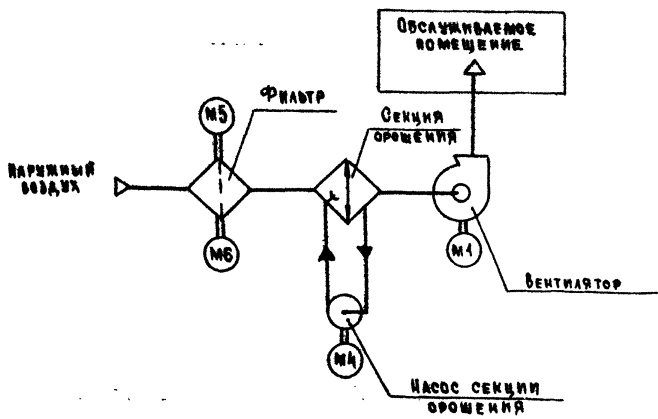 Обслуживаемое
помещение
Фильтр
М5
Секция
орошения
Наружный
воздух
М6
М1
Вентилятор
М4
Насос секции
орошения